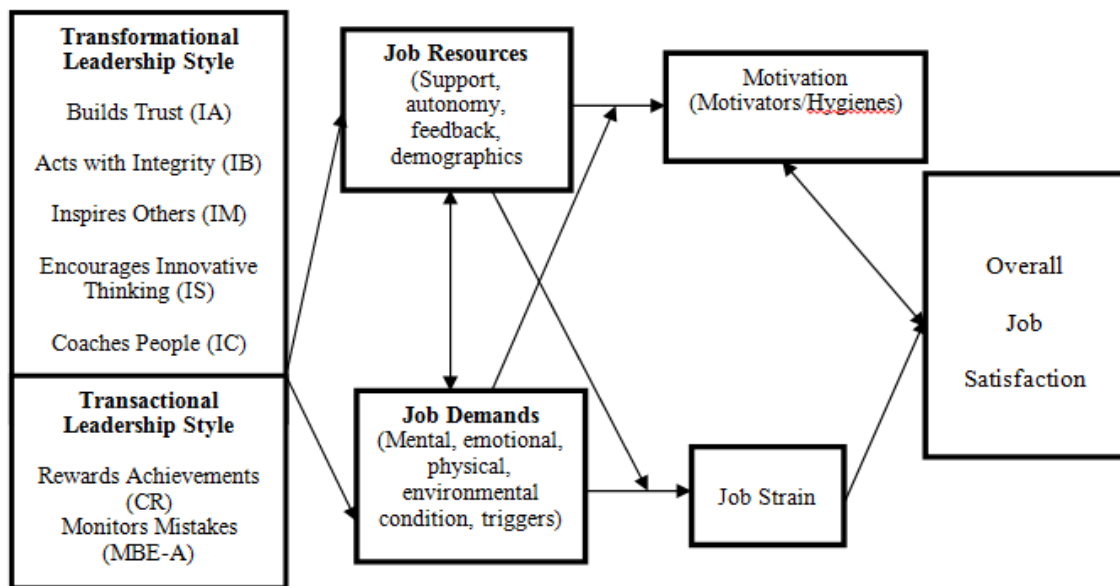 Transformational
Leadership Style
Builds Trust (IA)
Acts with Integrity (IB)
Inspires Others (IM)
Encourages Innovative
Thinking (IS)
Coaches People (IC)
Transactional
Leadership Style
Rewards Achievements
(CR)
Monitors Mistakes
(MBE-A)
Job Resources
(Support,
autonomy,
feedback,
demographics
Job Demands
(Mental, emotional,
physical,
environmental
condition, triggers)
Motivation
(Motivators/Hygienes)
Job Strain
Overall
Job
Satisfaction